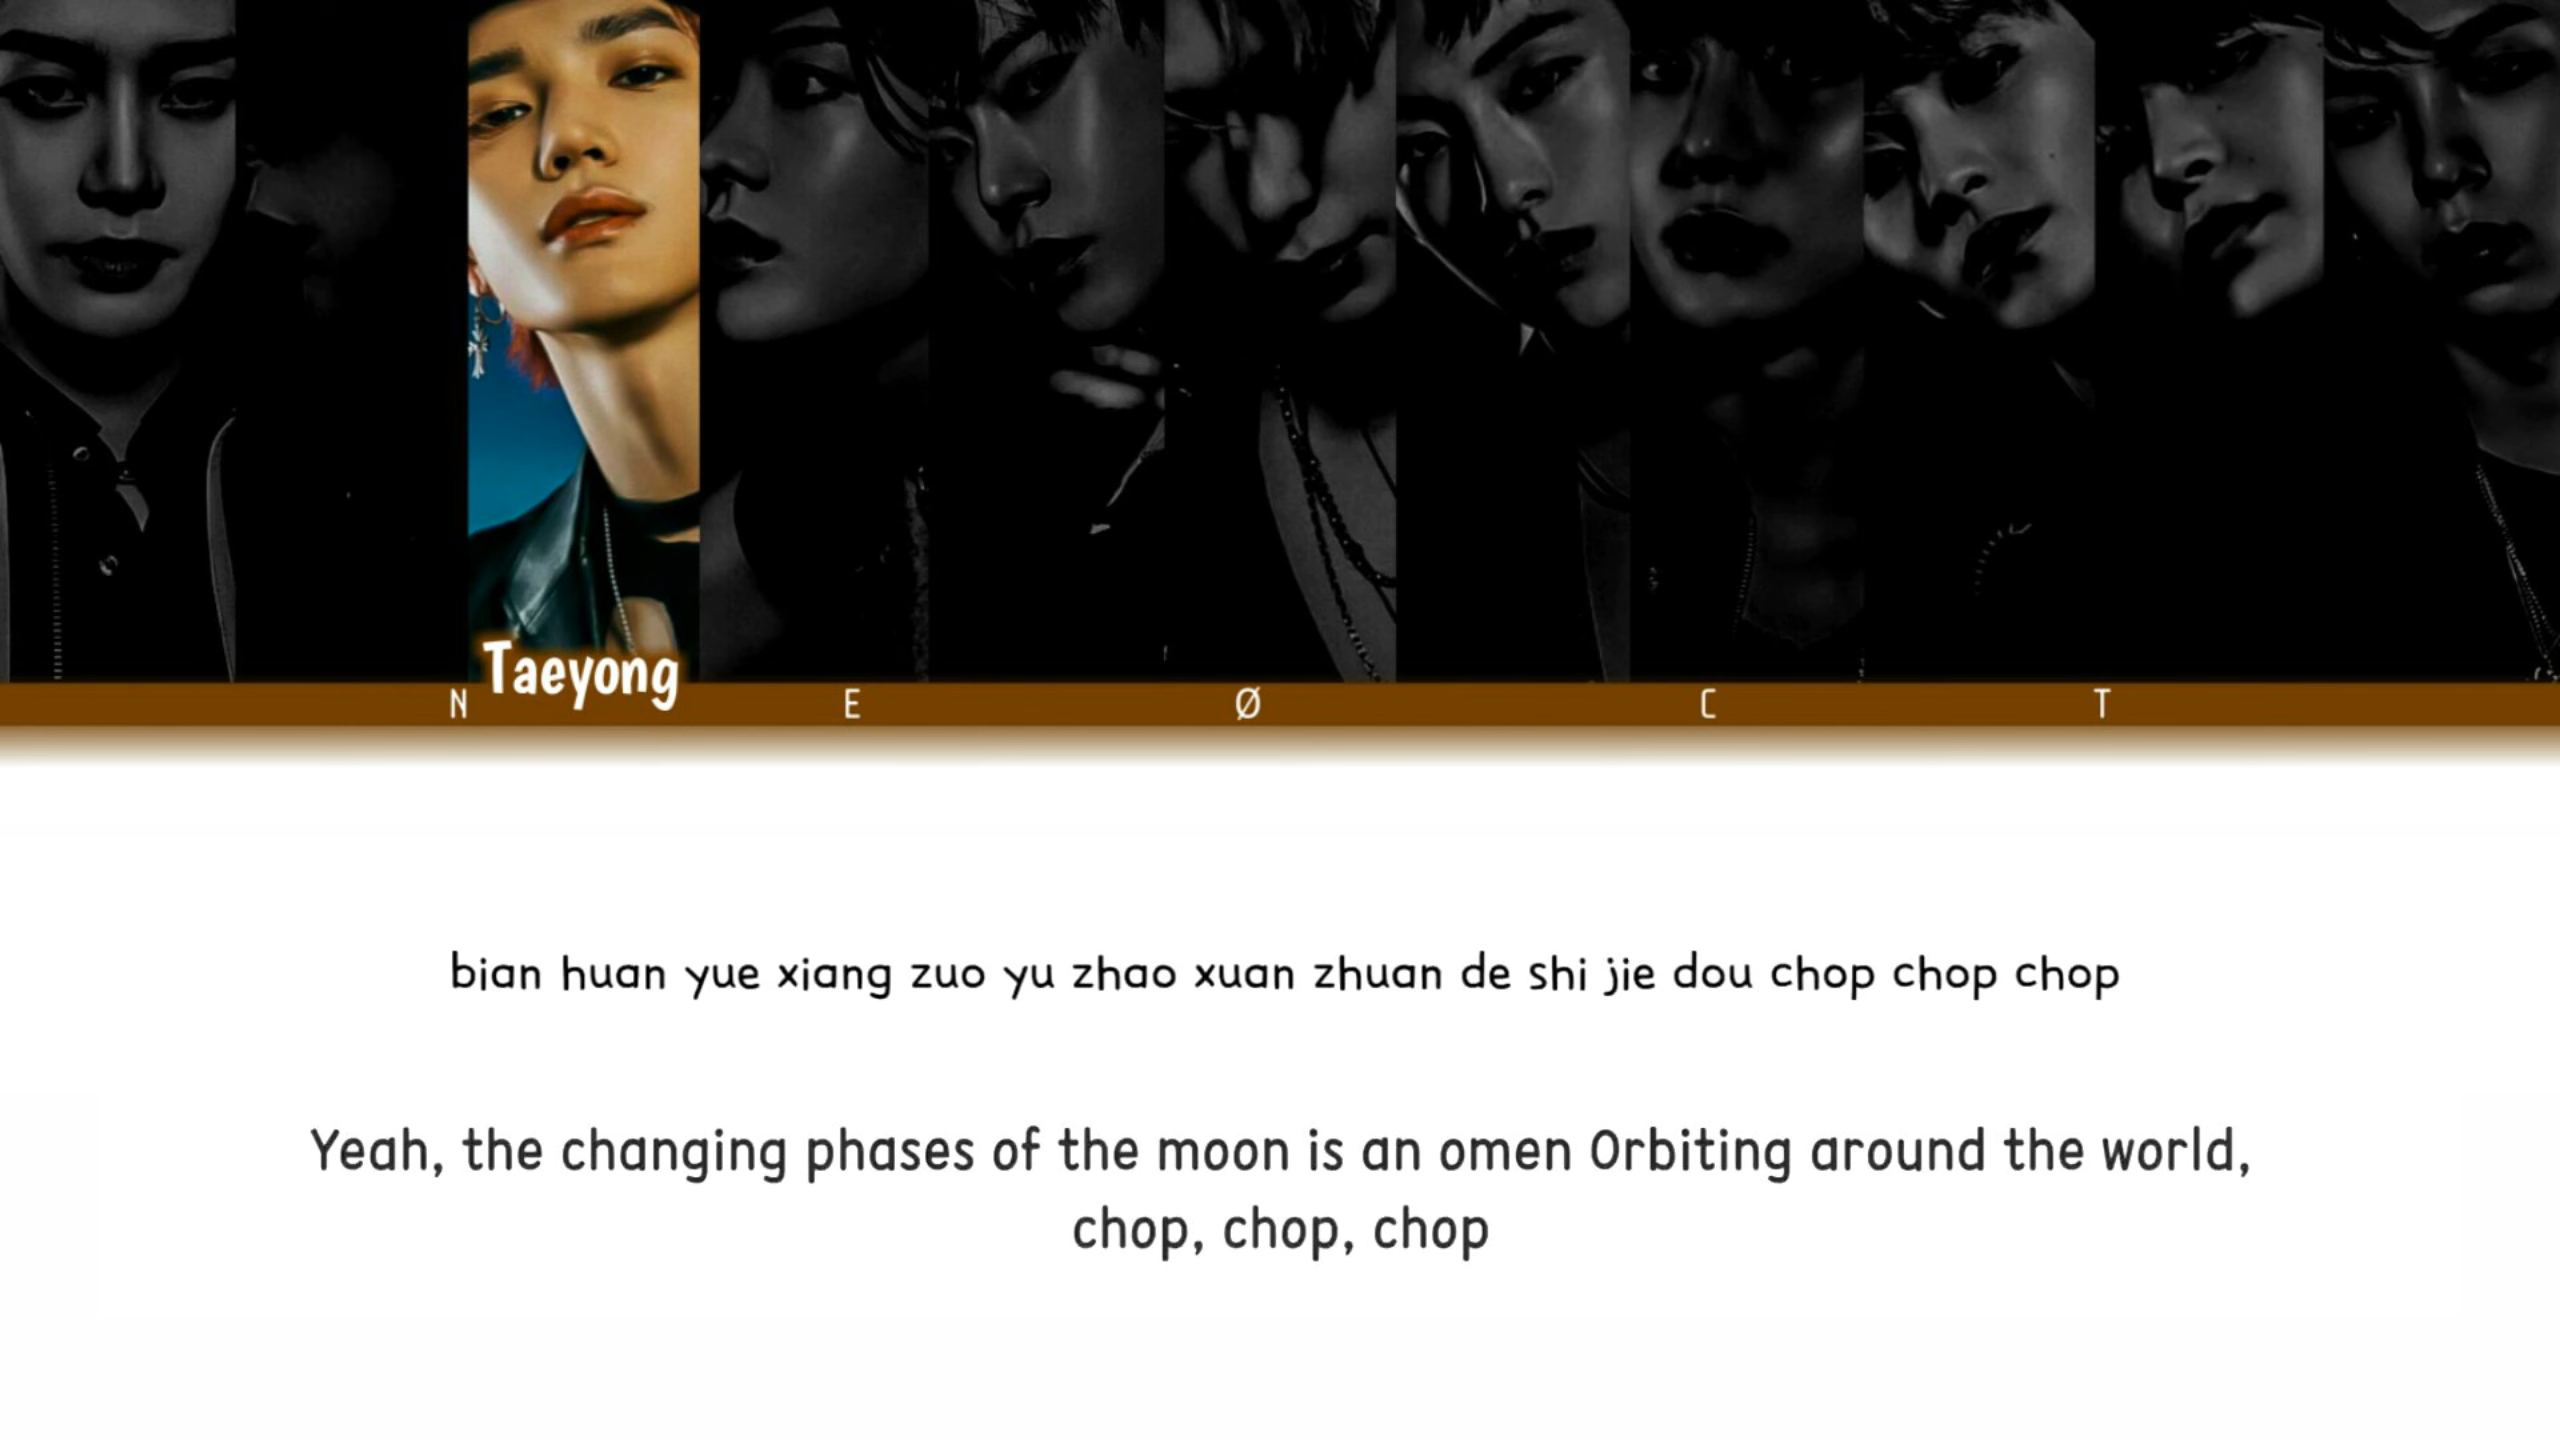 Taeyong
N E Ø C T
bian huan yue xiang zuo yu zhao xuan zhuan de shi jie dou chop chop chop
Yeah, the changing phases of the moon is an omen Orbiting around the world,
chop, chop, chop